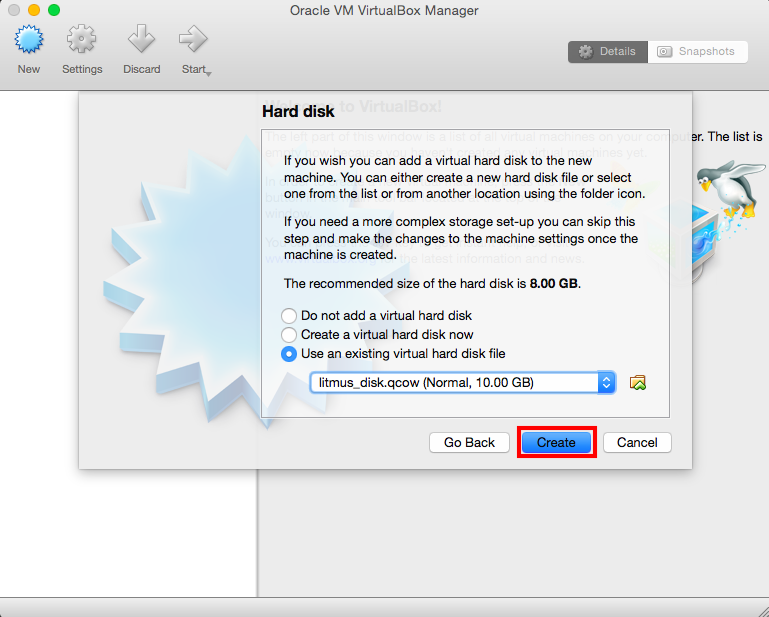 Oracle VM VirtualBox Manager
New
Settings
Discard
Start
Details
Snapshots
Welcome to VirtualBox!
Hard disk
The left part of this window is a list of all virtual machines on your computer. The list is
If you wish you can add a virtual hard disk to the new
machine. You can either create a new hard disk file or select
one from the list or from another location using the folder icon.
If you need a more complex storage set-up you can skip this
step and make the changes to the machine settings once the
machine is created.
the latest information and news.
The recommended size of the hard disk is 8.00 GB.
Do not add a virtual hard disk
Create a virtual hard disk now
Use an existing virtual hard disk file
litmus_disk.qcow (Normal, 10.00 GB)
Go Back
Create
Cancel